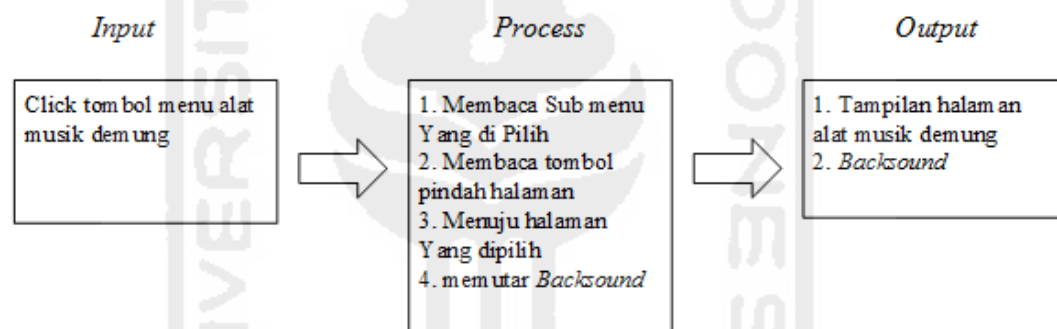 Input
Process
Output
Click tombol menu alat
musik demung
1. Membaca Sub menu
Yang di Pilih
2. Membaca tombol
pindah halaman
3. Menuju halaman
Yang dipilih
4. memutar Backsound
1. Tampilan halaman
alat musik demung
2. Backsound